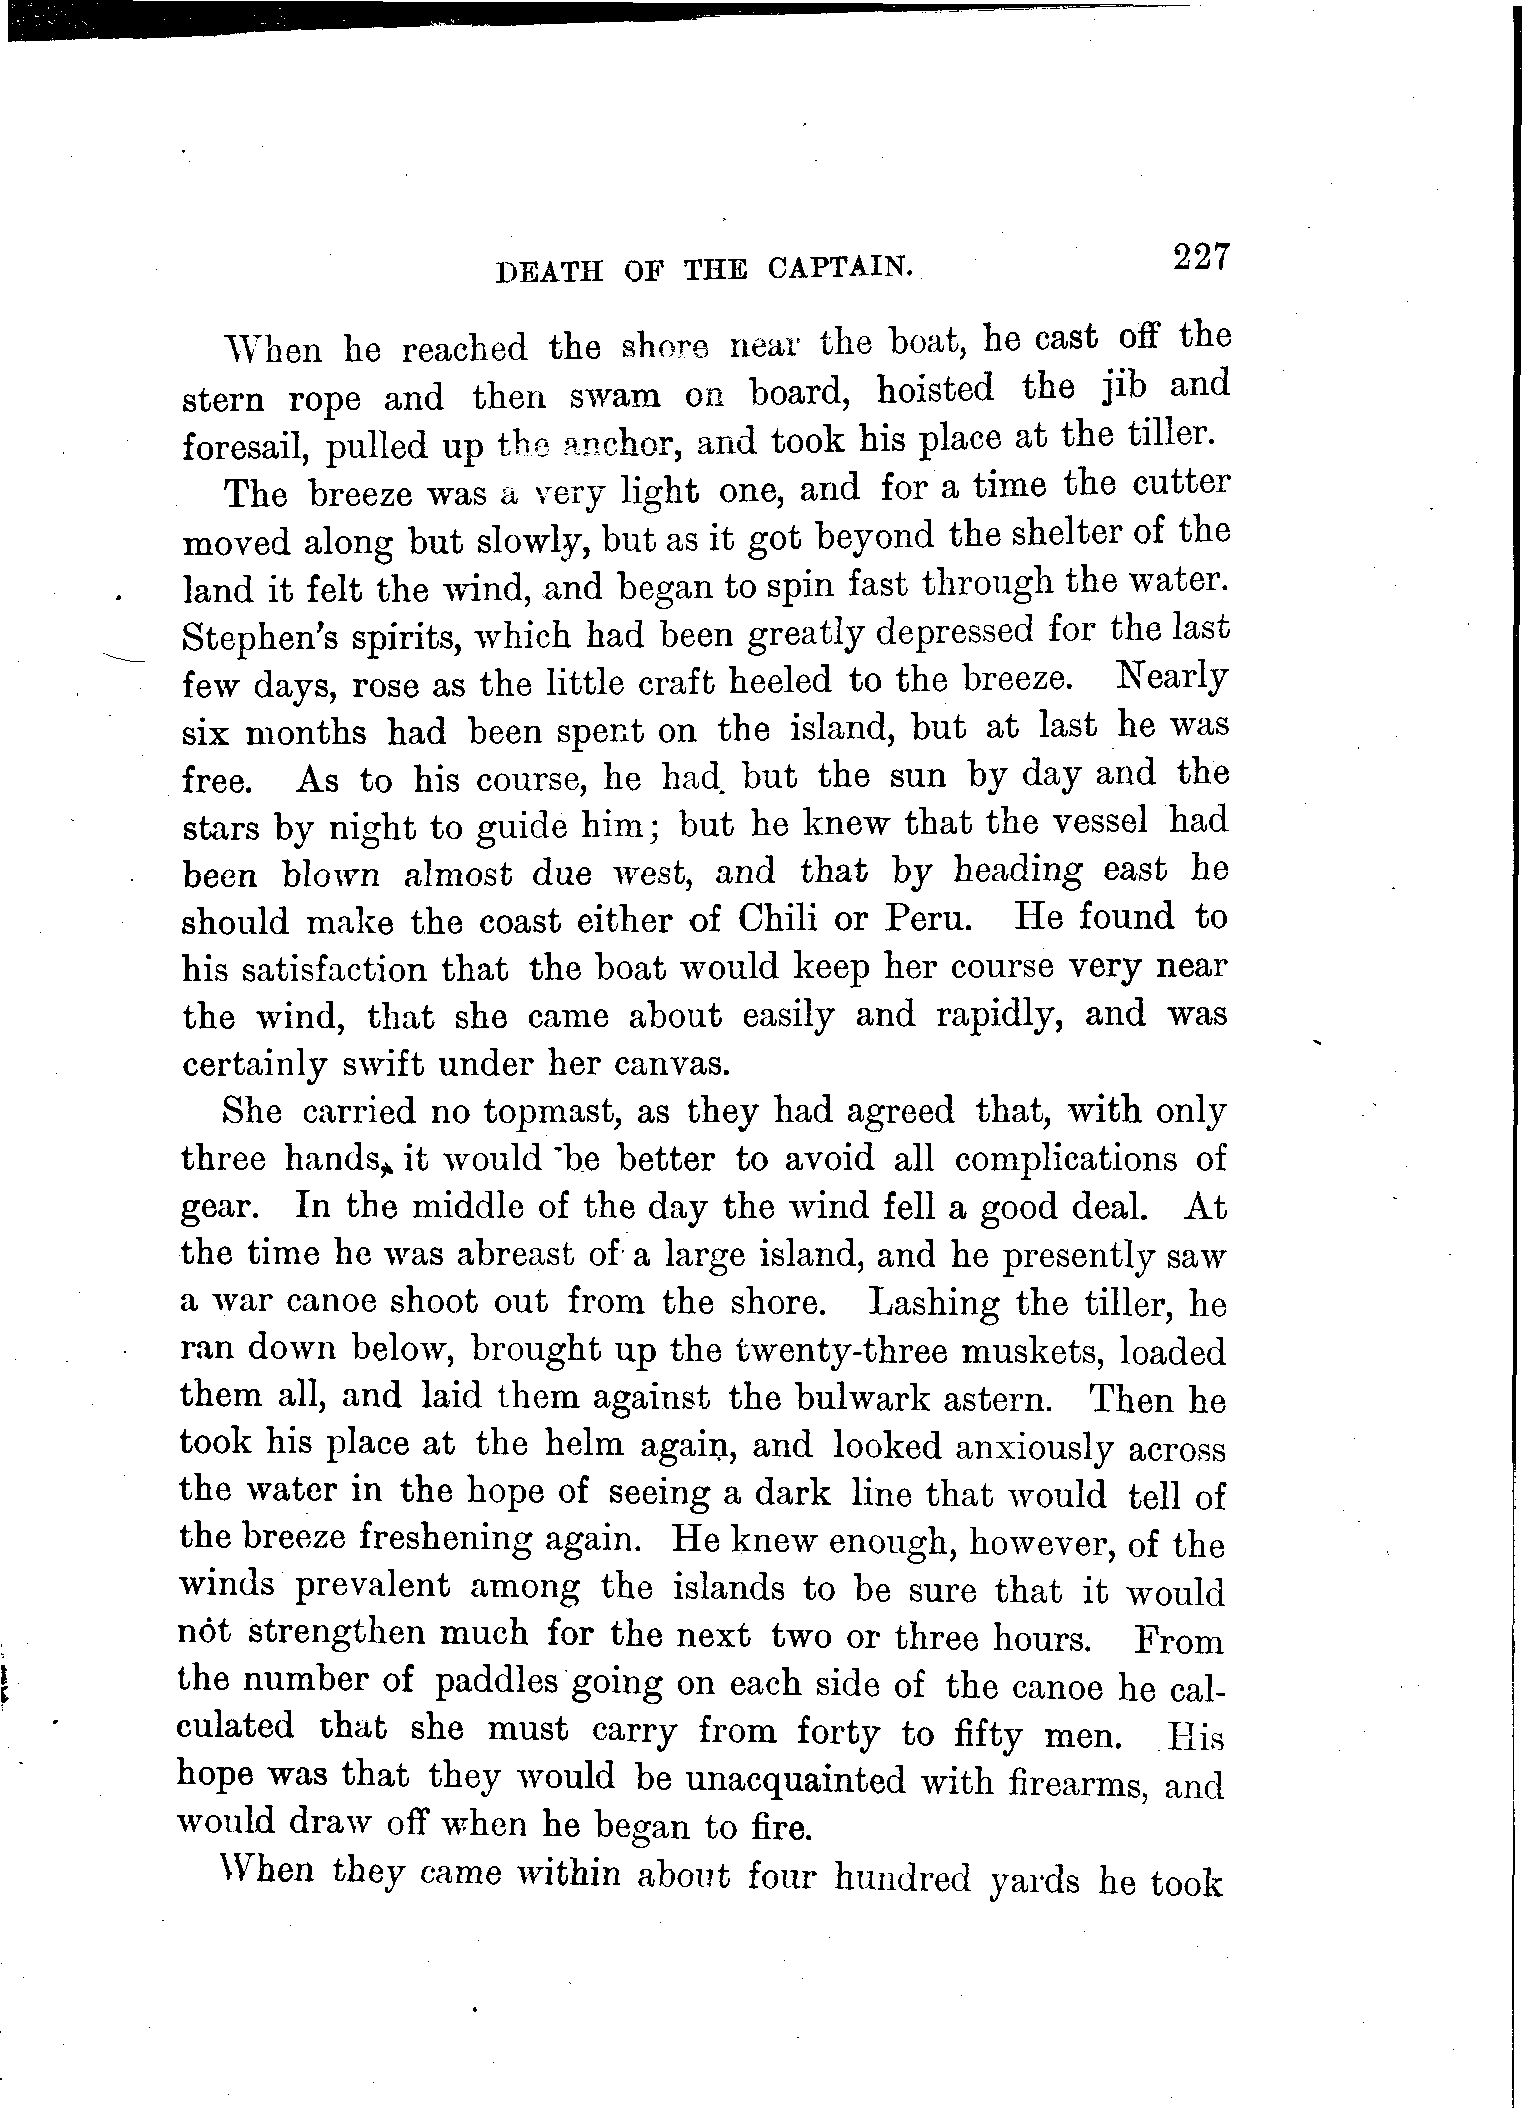 DEATH OF THE CAPTAIN. 227
When he reached the shore near the boat, he cast off the
stern rope and then swam on board, hoisted the jib and
foresail, pulled up the anchor, and took his place at the tiller.
The breeze was a very light one, and for a time the cutter
moved along but slowly, but as it got beyond the shelter of the
land it felt the wind, and began to spin fast through the water.
Stephen's spirits, which had been greatly depressed for the last
few days, rose as the little craft heeled to the breeze. Nearly
six months had been spent on the island, but at last he was
free. As to his course, he had but the sun by day and the
stars by night to guide him; but he knew that the vessel had
been blown almost due west, and that by heading east he
should make the coast either of Chili or Peru. He found to
his satisfaction that the boat would keep her course very near
the wind, that she came about easily and rapidly, and was
certainly swift under her canvas.
She carried no topmast, as they had agreed that, with only
three hands, it would be better to avoid all complications of
gear. In the middle of the day the wind fell a good deal. At
the time he was abreast of a large island, and he presently saw
a war canoe shoot out from the shore. Lashing the tiller, he
ran down below, brought up the twenty-three muskets, loaded
them all, and laid them against the bulwark astern. Then he
took his place at the helm again, and looked anxiously across
the water in the hope of seeing a dark line that would tell of
the breeze freshening again. He knew enough, however, of the
winds prevalent among the islands to be sure that it would
not strengthen much for the next two or three hours. From
the number of paddles going on each side of the canoe he cal-
culated that she must carry from forty to fifty men. His
hope was that they would be unacquainted with firearms, and
would draw off when he began to fire.
When they came within about four hundred yards he took